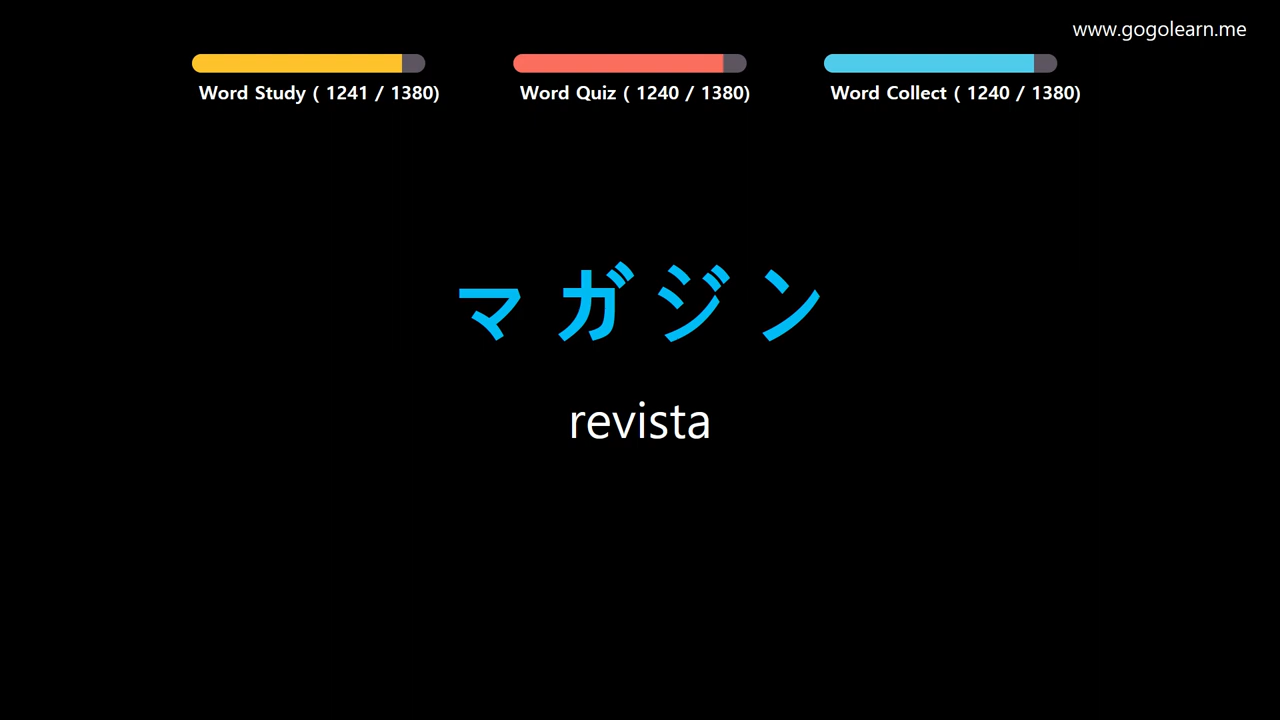 www.gogolearn.me
Word Study ( 1241 / 1380)
Word Quiz ( 1240 / 1380)
Word Collect ( 1240 / 1380)
マガジン
revista